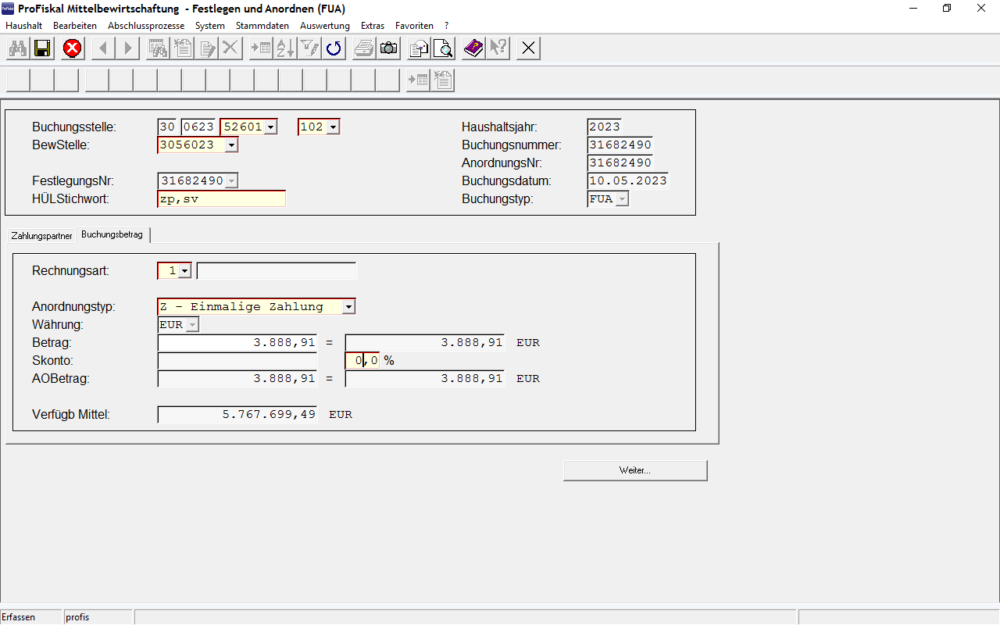 ProFiskal Mittelbewirtschaftung - Festlegen und Anordnen (FUA)
Haushalt Bearbeiten Abschlussprozesse System Stammdaten Auswertung Extras Favoriten ?
Buchungsstelle: 30 0623 52601 102 Haushaltsjahr: 2023
BewStelle: 3056023 Buchungsnummer: 31682490
AnordnungsNr: 31682490
FestlegungsNr: 31682490 Buchungsdatum: 10.05.2023
HÜLStichwort: zp,sv Buchungstyp: FUA
Zahlungspartner Buchungsbetrag
Rechnungsart: 1
Anordnungstyp: Z - Einmalige Zahlung
Währung: EUR
Betrag: 3.888,91 = 3.888,91 EUR
Skonto: 0,0 %
AOBetrag: 3.888,91 = 3.888,91 EUR
Verfügb Mittel: 5.767.699,49 EUR
Weiter...
Erfassen profis